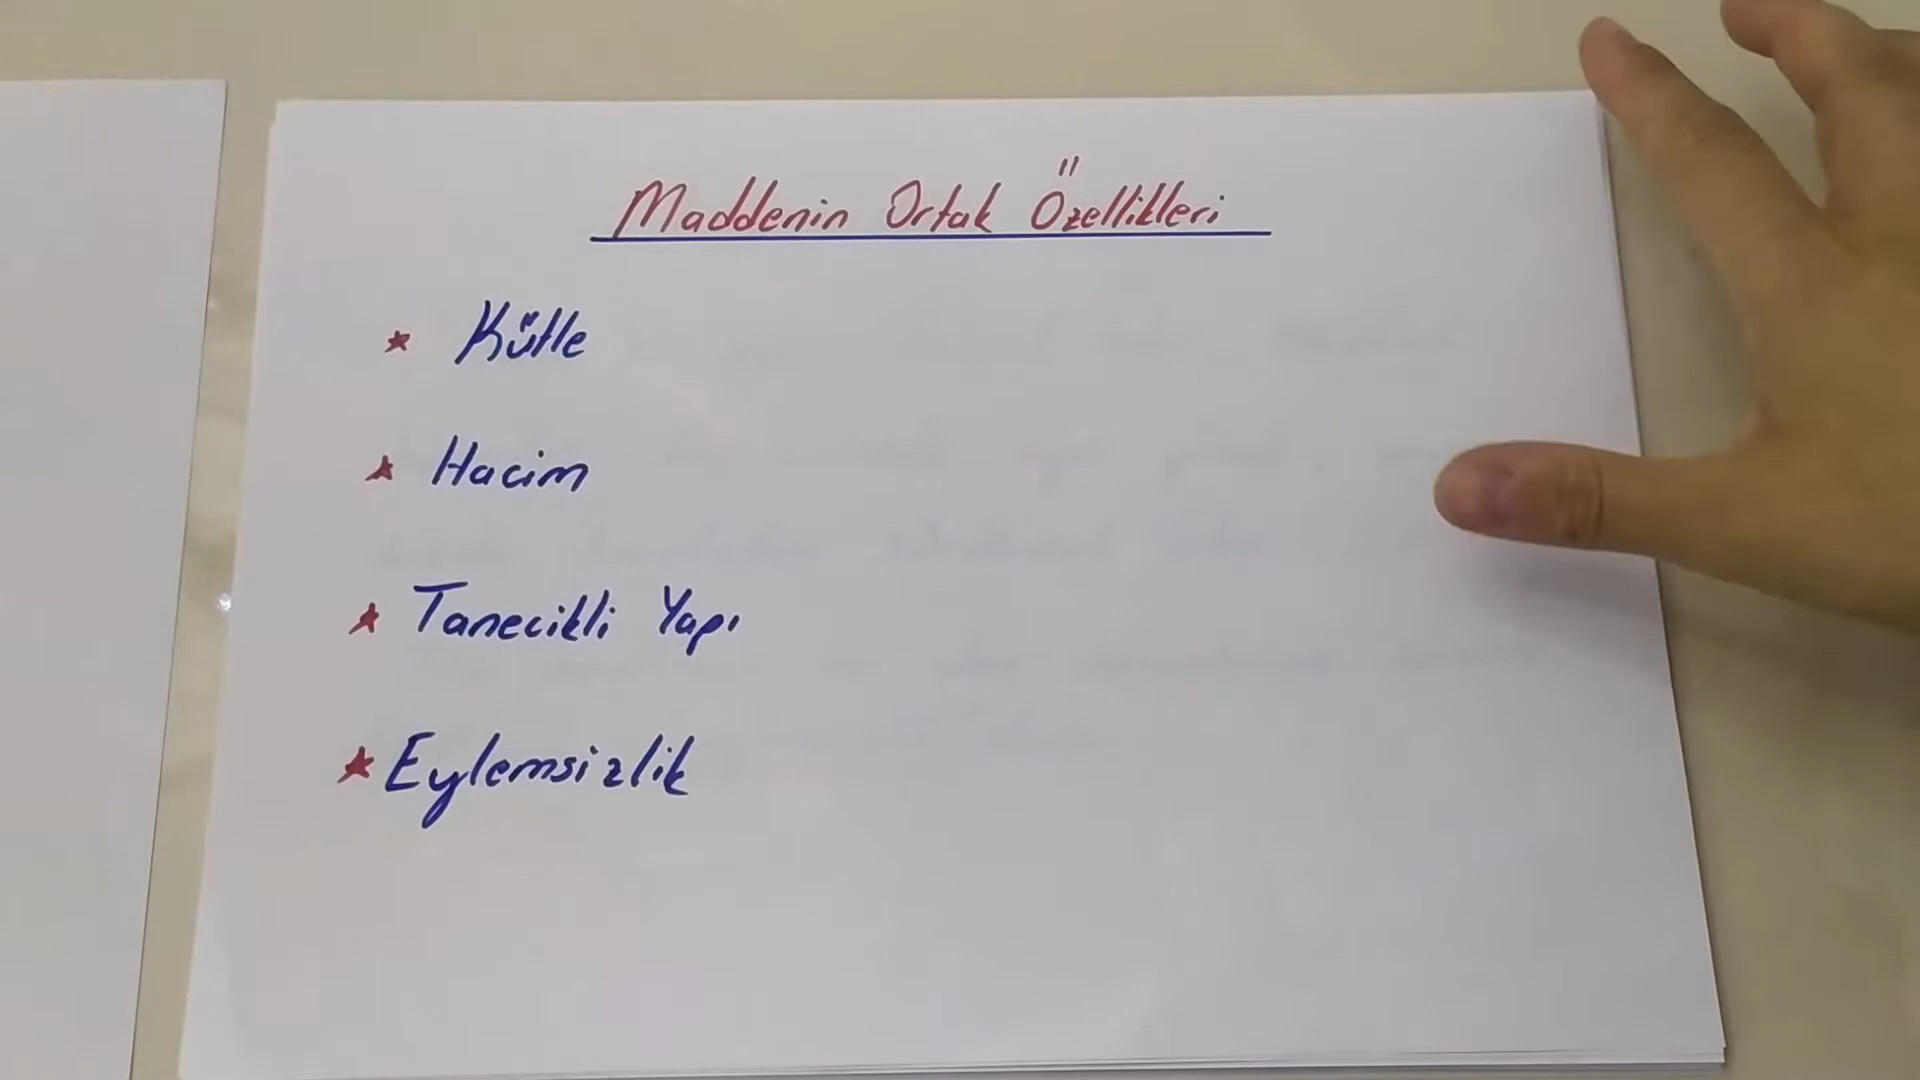 Maddenin Ortak Özellikleri
★ Kütle
★ Hacim
★ Tanecikli Yapı
★ Eylemsizlik